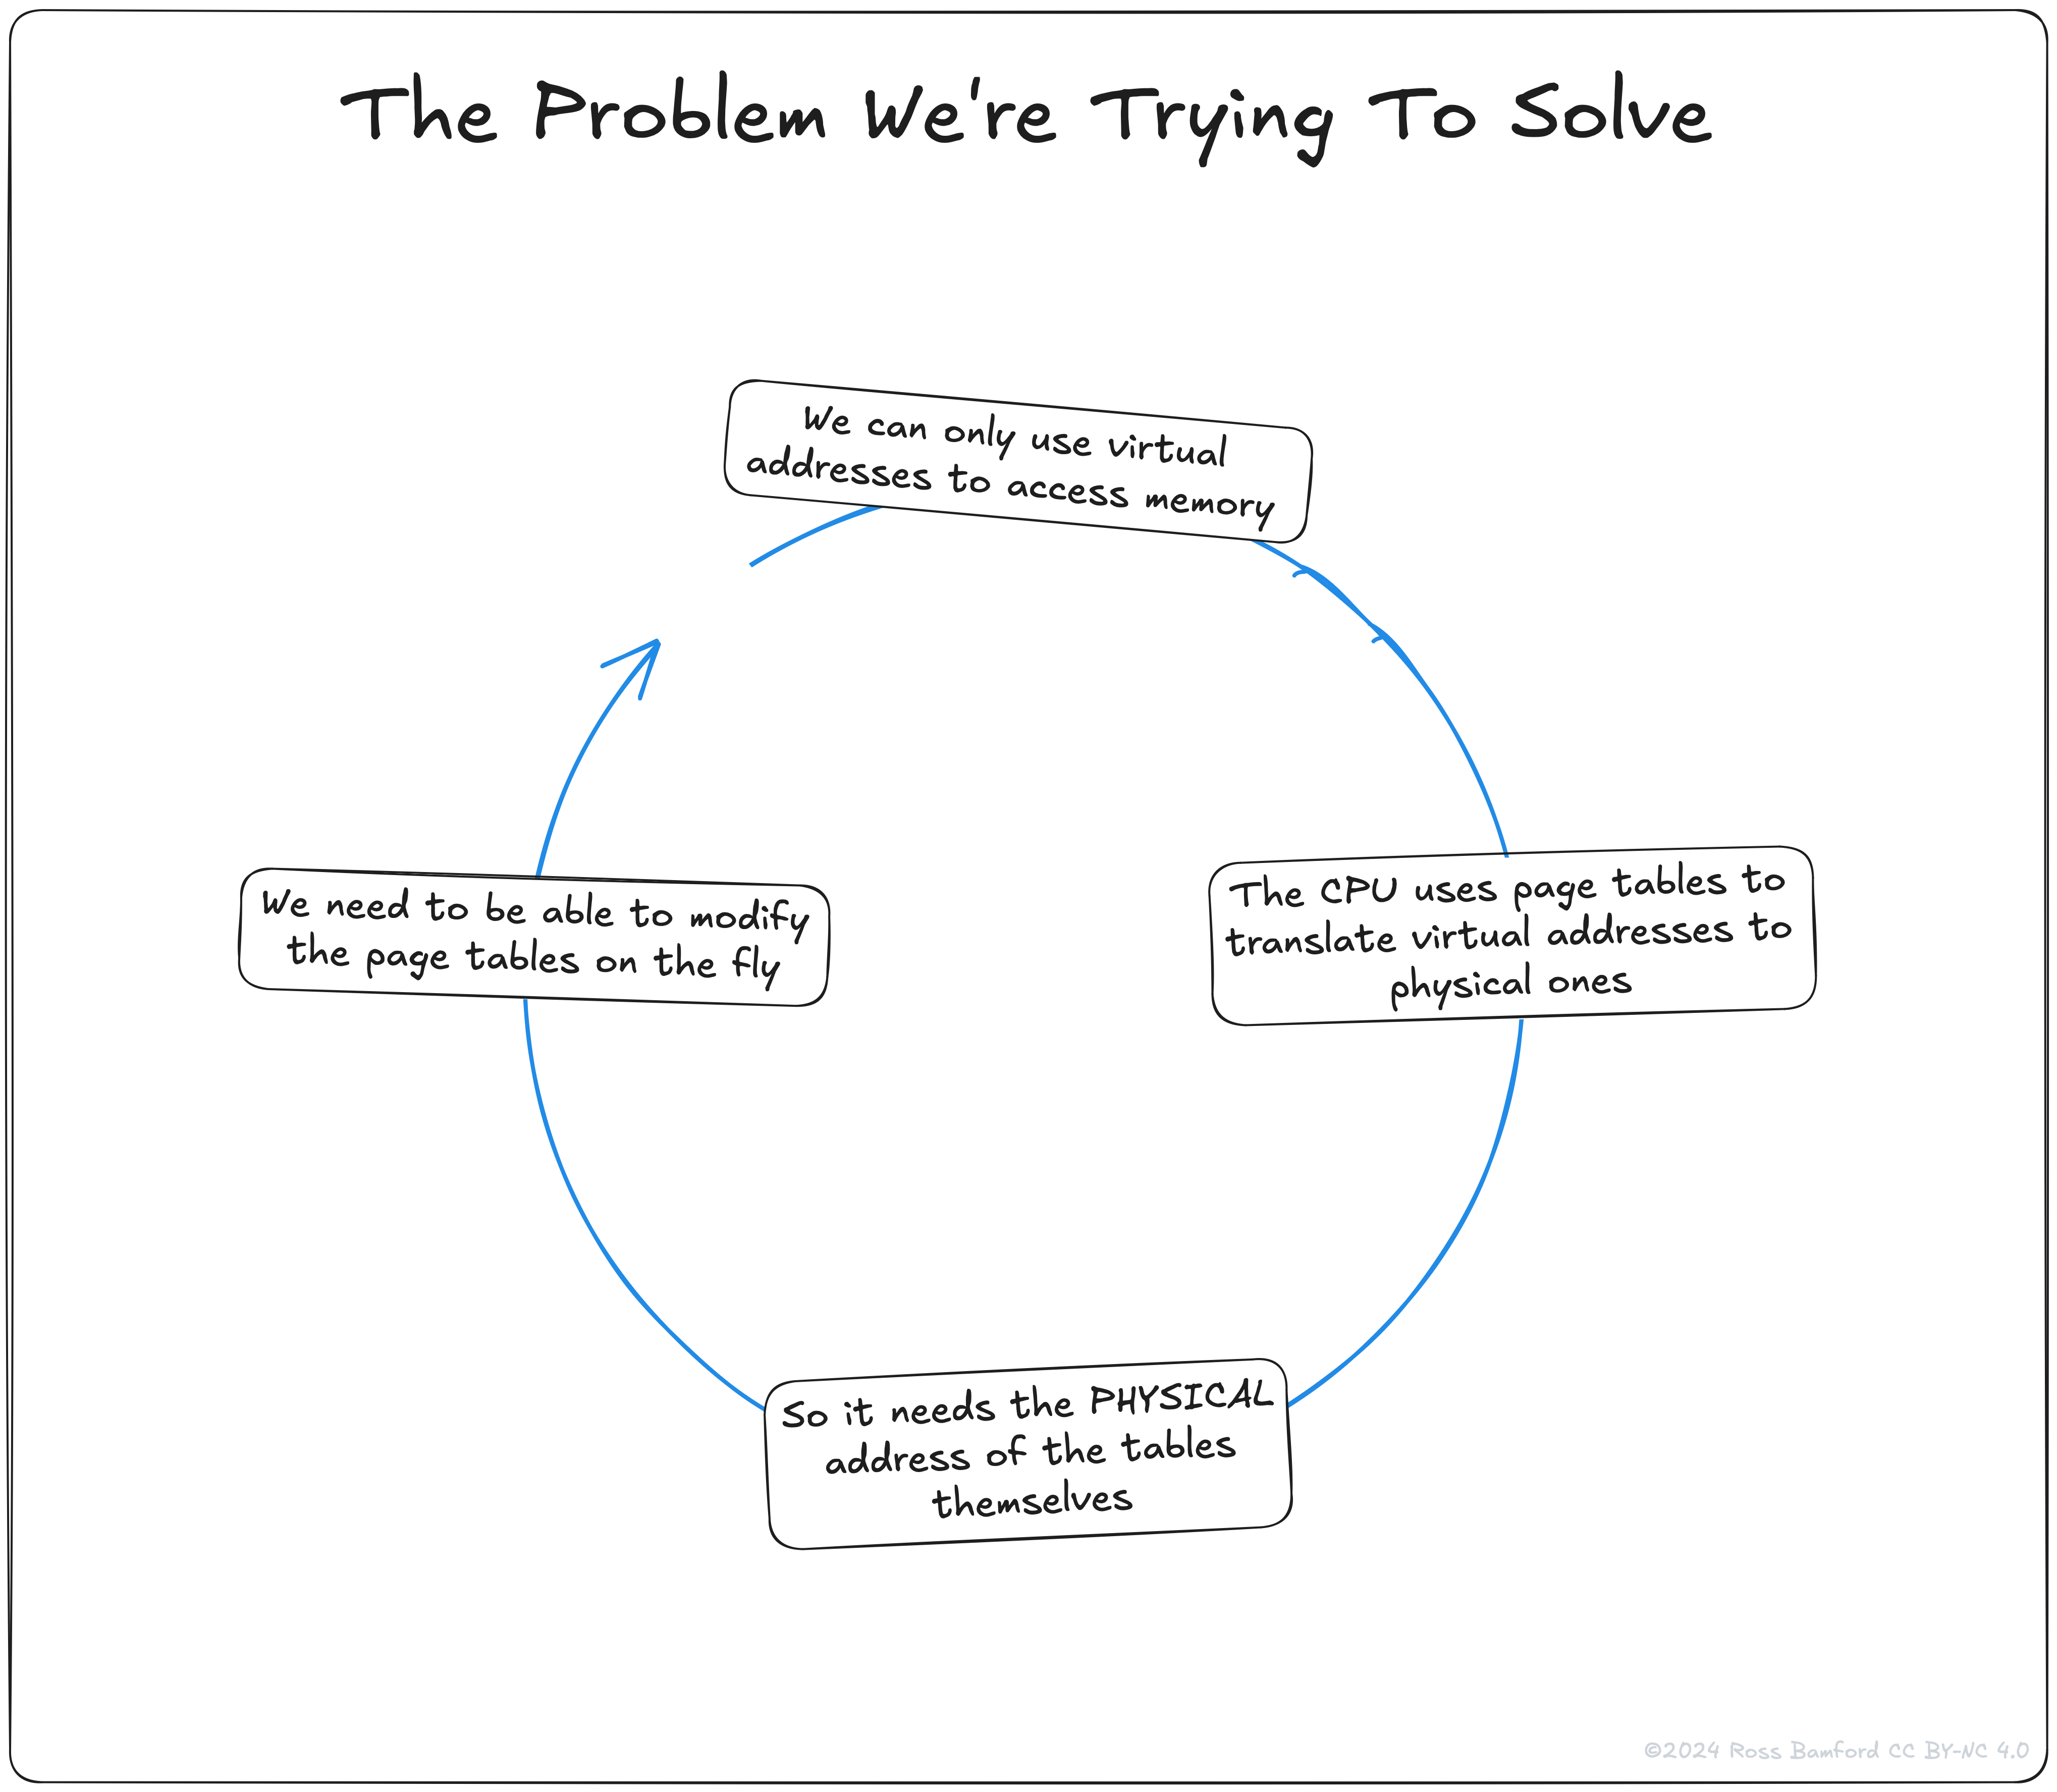 The Problem We're Trying To Solve
We can only use virtual
addresses to access memory
The CPU uses page tables to
translate virtual addresses to
physical ones
So it needs the PHYSICAL
address of the tables
themselves
We need to be able to modify
the page tables on the fly
©2024 Ross Bamford CC BY-NC 4.0